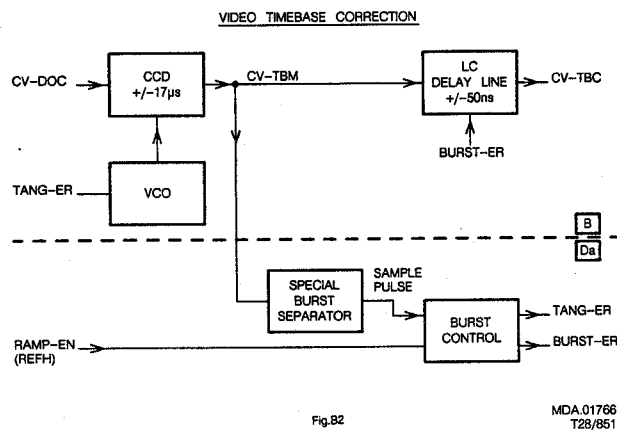 VIDEO TIMEBASE CORRECTION
CV-DOC
CCD
+/-17µs
CV-TBM
LC
DELAY LINE
+/-50ns
CV-TBC
BURST-ER
TANG-ER
VCO
B
Da
SPECIAL
BURST
SEPARATOR
SAMPLE
PULSE
BURST
CONTROL
TANG-ER
BURST-ER
RAMP-EN
(REFH)
Fig.B2
MDA.01766
T28/851